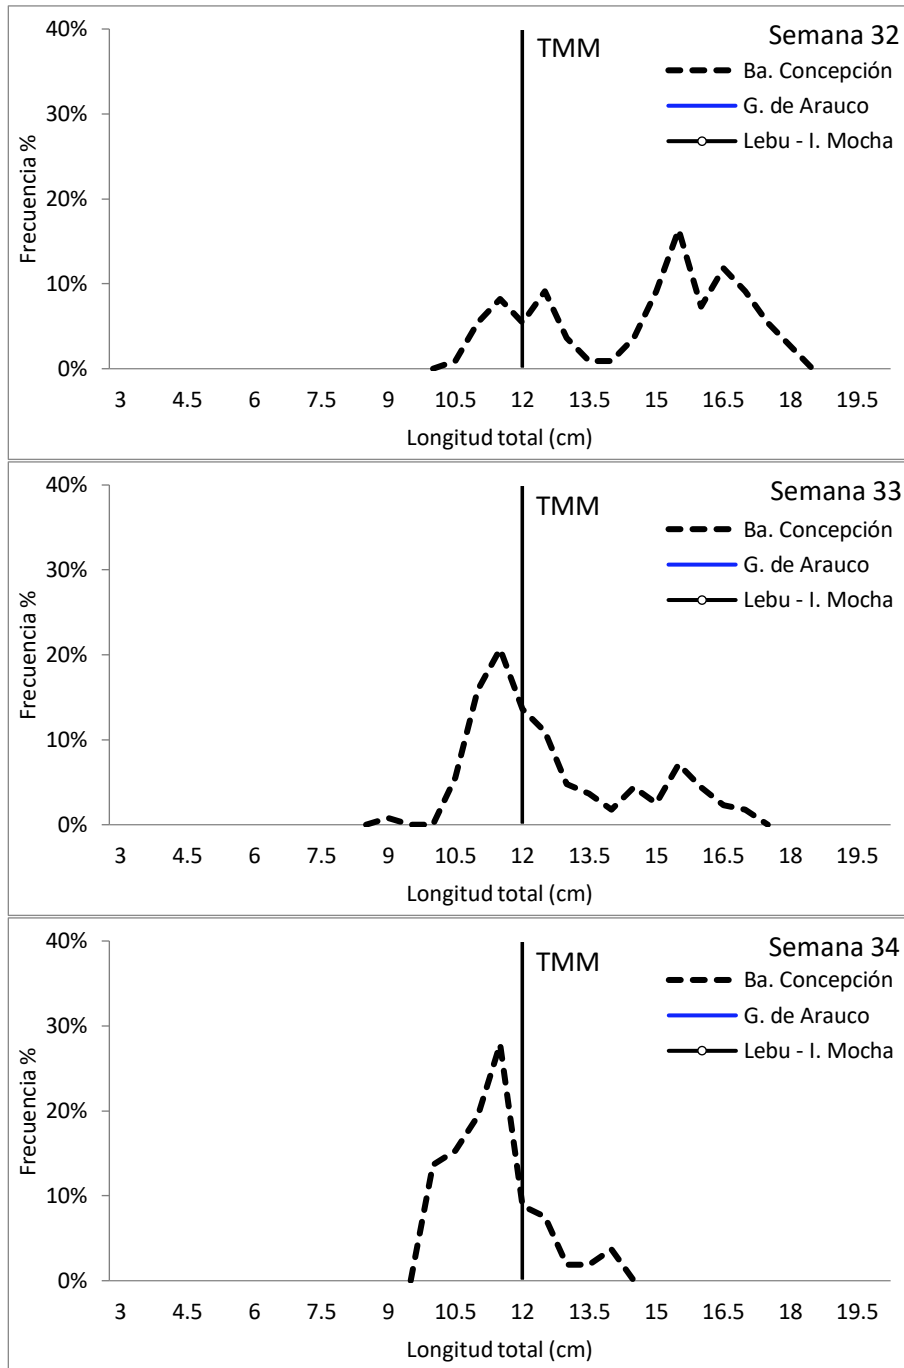 Semana 32
TMM
Ba. Concepción
G. de Arauco
Lebu - I. Mocha
Frecuencia %
40%
30%
20%
10%
0%
3 4.5 6 7.5 9 10.5 12 13.5 15 16.5 18 19.5
Longitud total (cm)
Semana 33
TMM
Ba. Concepción
G. de Arauco
Lebu - I. Mocha
Frecuencia %
40%
30%
20%
10%
0%
3 4.5 6 7.5 9 10.5 12 13.5 15 16.5 18 19.5
Longitud total (cm)
Semana 34
TMM
Ba. Concepción
G. de Arauco
Lebu - I. Mocha
Frecuencia %
40%
30%
20%
10%
0%
3 4.5 6 7.5 9 10.5 12 13.5 15 16.5 18 19.5
Longitud total (cm)